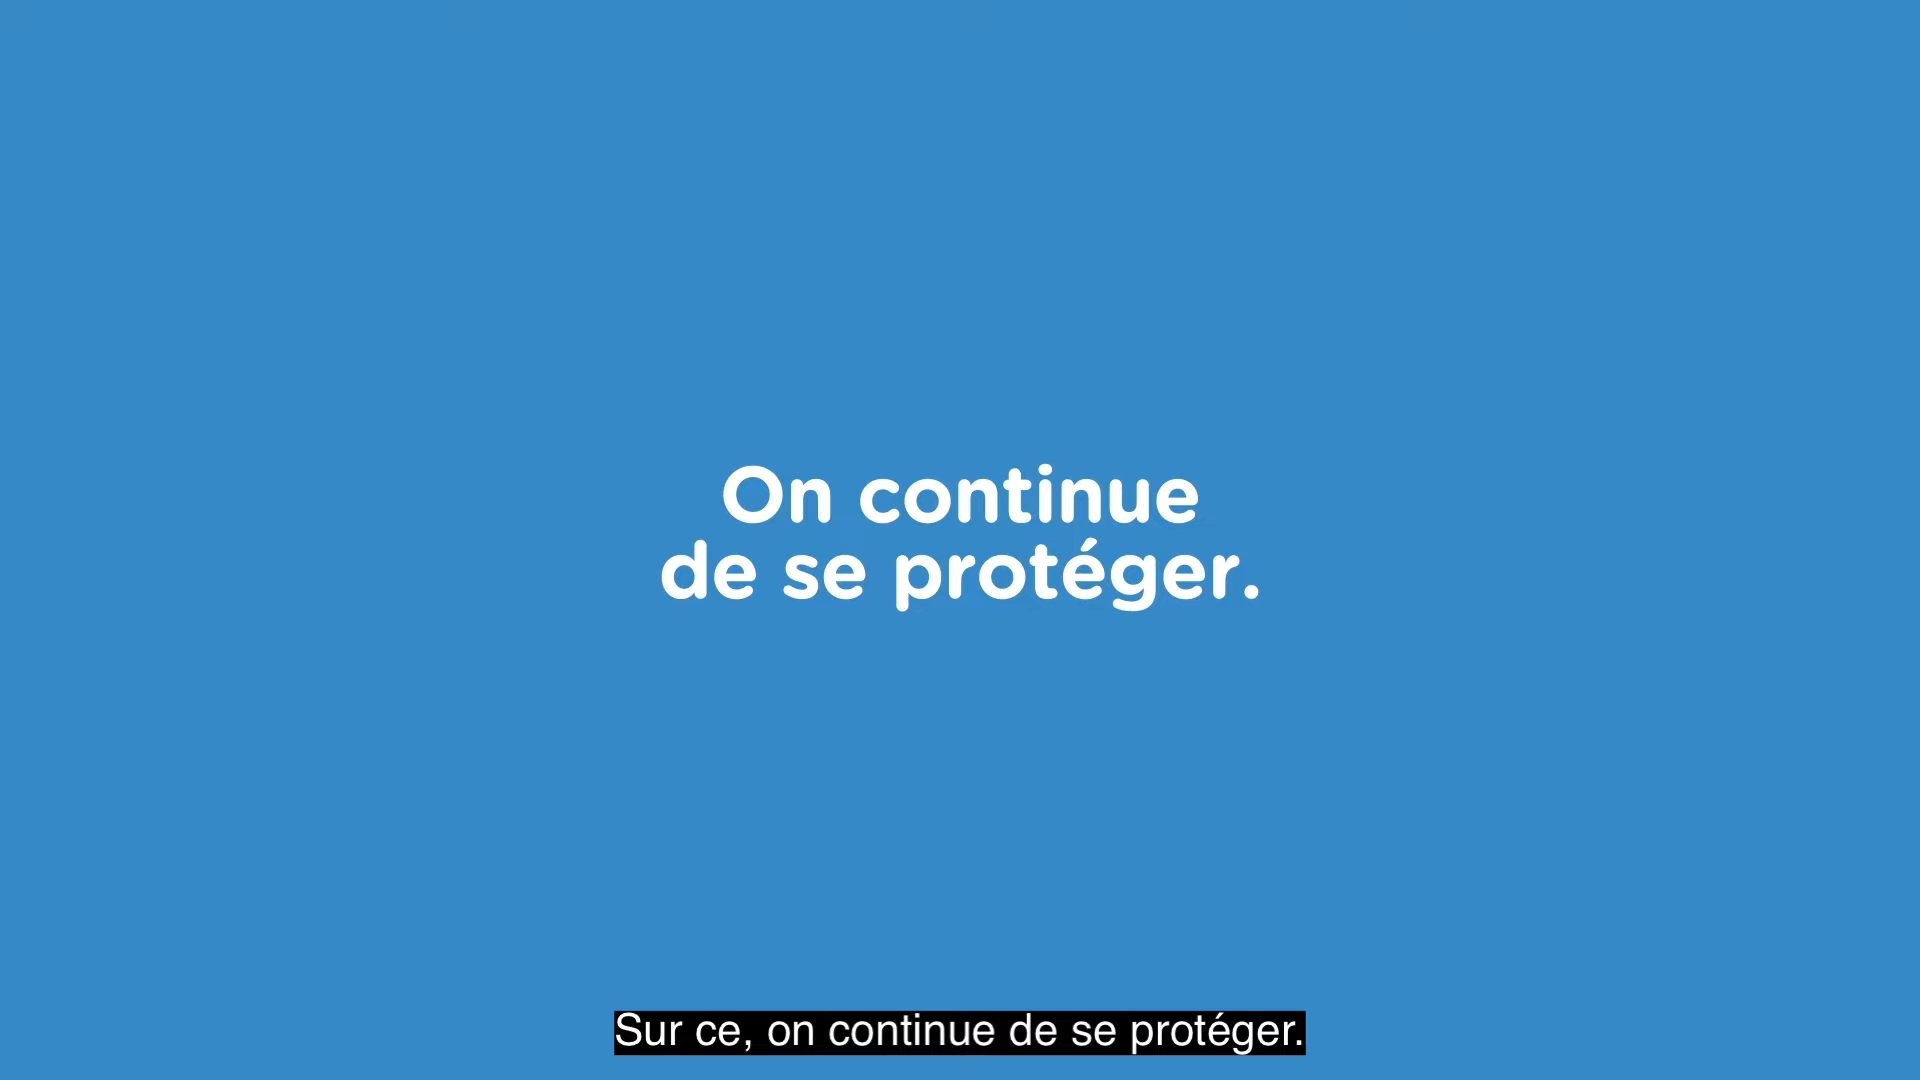 On continue
de se protéger.
Sur ce, on continue de se protéger.